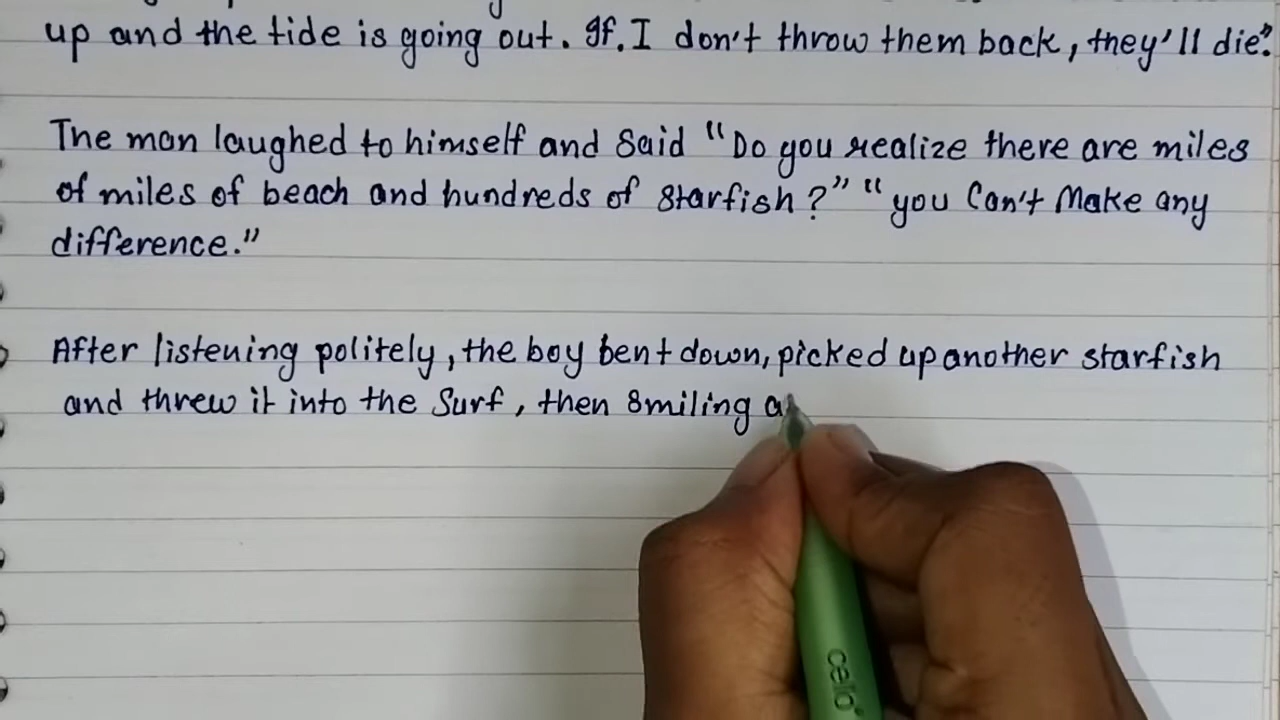 up and the tide is going out. If. I don't throw them back, they'll die."
The man laughed to himself and Said "Do you realize there are miles
of miles of beach and hundreds of starfish?" "you Can't Make any
difference."
After listening politely, the boy bent down, picked up another starfish
and threw it into the Surf, then smiling a
cello